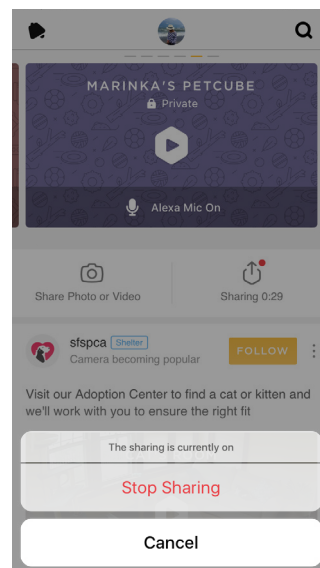 MARINKA'S PETCUBE
Private
Alexa Mic On
Share Photo or Video
Sharing 0:29
sfspca Shelter
Camera becoming popular
FOLLOW
Visit our Adoption Center to find a cat or kitten and
we'll work with you to ensure the right fit
The sharing is currently on
Stop Sharing
Cancel